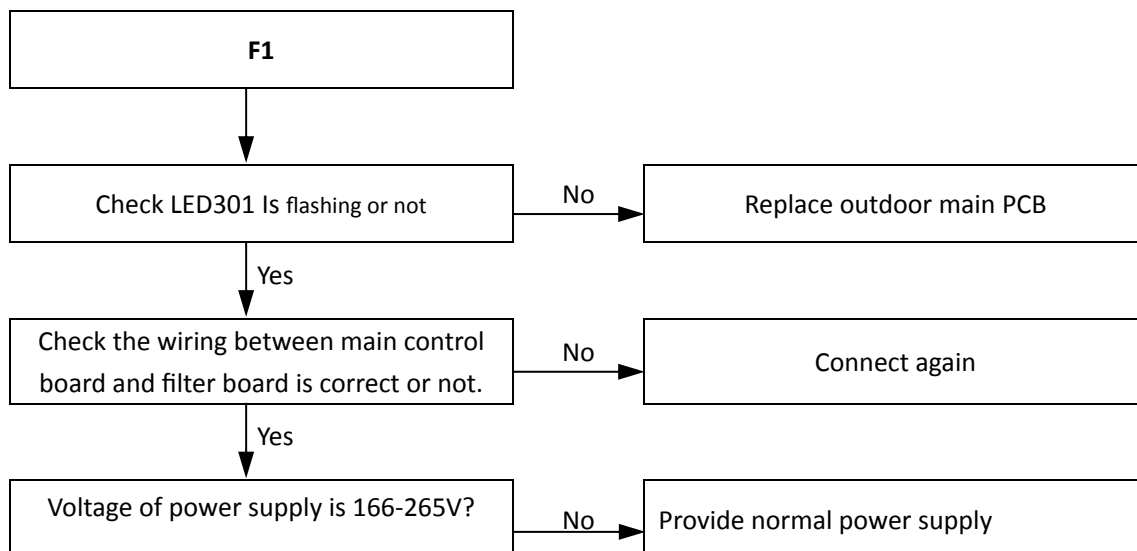 F1
Check LED301 Is flashing or not
No
Replace outdoor main PCB
Yes
Check the wiring between main control
board and filter board is correct or not.
No
Connect again
Yes
Voltage of power supply is 166-265V?
No
Provide normal power supply